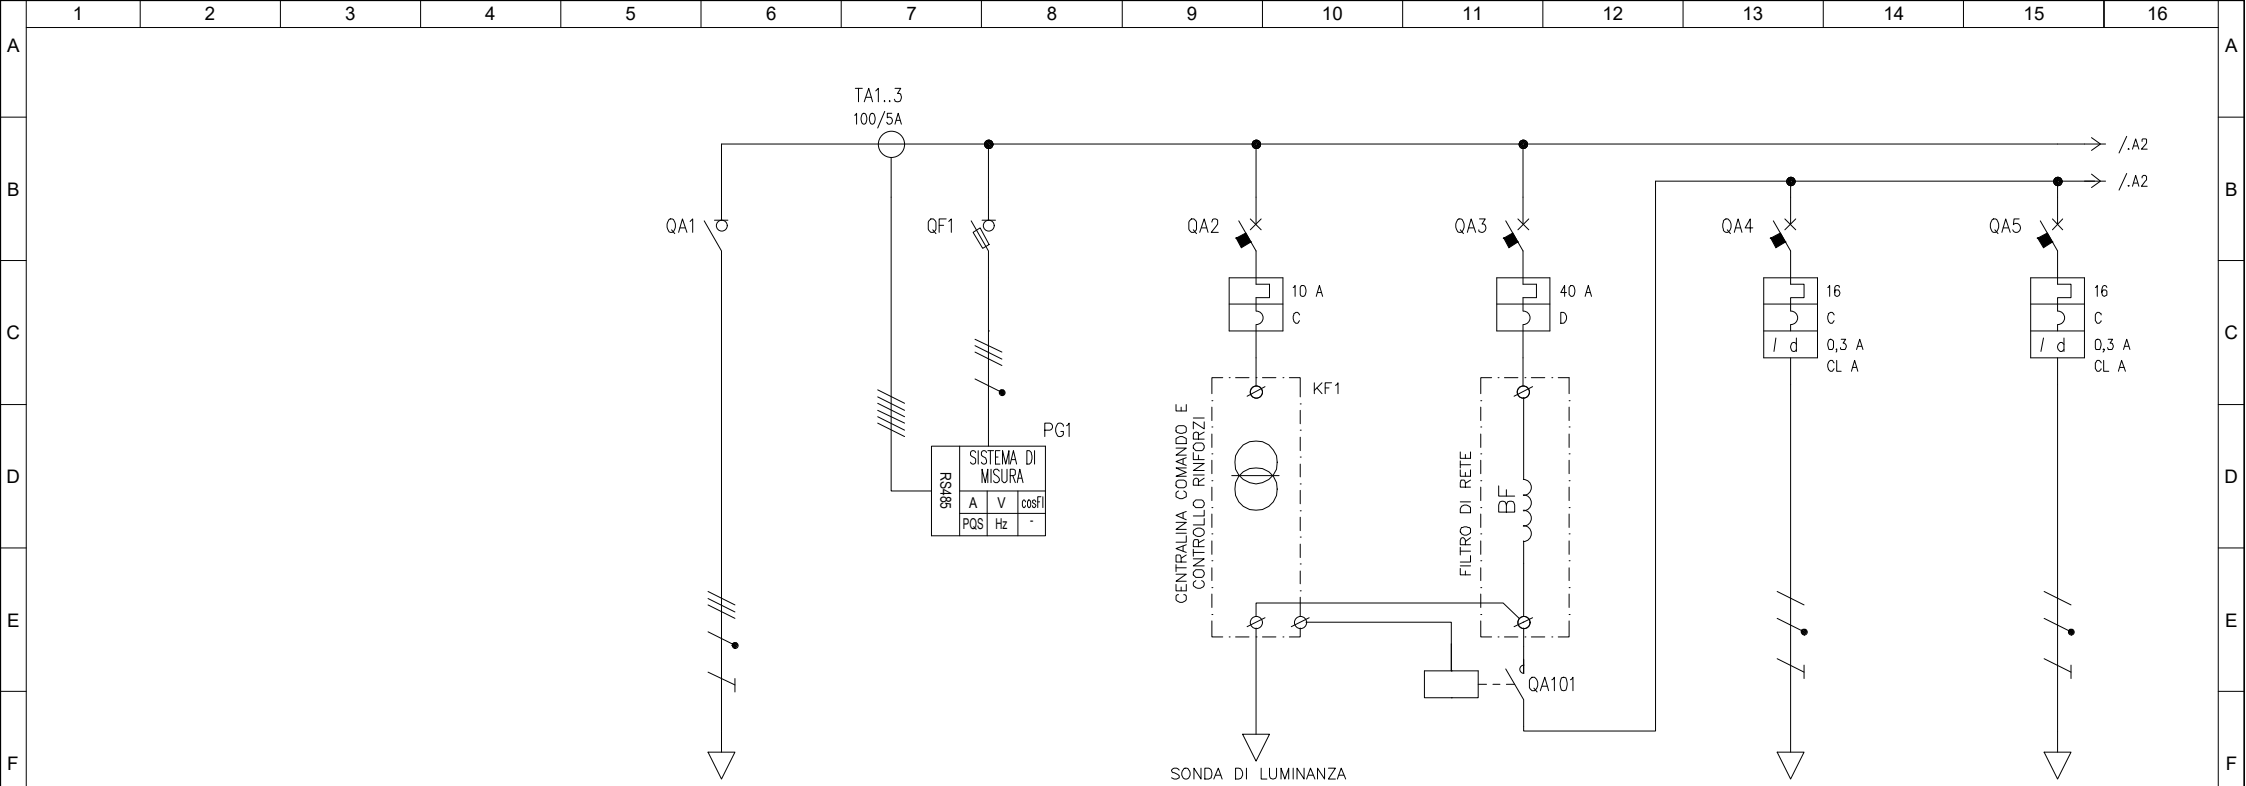 1 2 3 4 5 6 7 8 9 10 11 12 13 14 15 16
A A
TA1..3
100/5A
/.A2
B B
/.A2
QA1 QF1 QA2 QA3 QA4 QA5
10 A 40 A 16 16
C D C C
C C
I d 0,3 A I d 0,3 A
CL A CL A
KF1
CENTRALINA COMANDO E
CONTROLLO RINFORZI
PG1
SISTEMA DI
MISURA
RS485
A V cosFI
PQS Hz -
FILTRO DI RETE
BF
D D
E E
QA101
F F
SONDA DI LUMINANZA